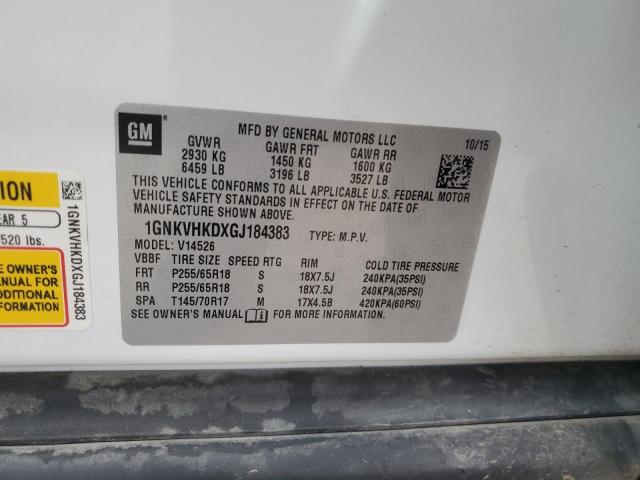 GM
MFD BY GENERAL MOTORS LLC
10/15
GVWR GAWR FRT GAWR RR
2930 KG 1450 KG 1600 KG
6459 LB 3196 LB 3527 LB
THIS VEHICLE CONFORMS TO ALL APPLICABLE U.S. FEDERAL MOTOR
VEHICLE SAFETY STANDARDS IN EFFECT ON THE DATE OF
MANUFACTURE SHOWN ABOVE.
1GNKVHKDXGJ184383 TYPE: M.P.V.
MODEL: V14526
VBBF TIRE SIZE SPEED RTG RIM COLD TIRE PRESSURE
FRT P255/65R18 S 18X7.5J 240KPA(35PSI)
RR P255/65R18 S 18X7.5J 240KPA(35PSI)
SPA T145/70R17 M 17X4.5B 420KPA(60PSI)
SEE OWNER'S MANUAL FOR MORE INFORMATION.
ION
EAR 5
520 lbs.
E OWNER'S
ANUAL FOR
DDITIONAL
ORMATION
1GNKVHKDXGJ184383